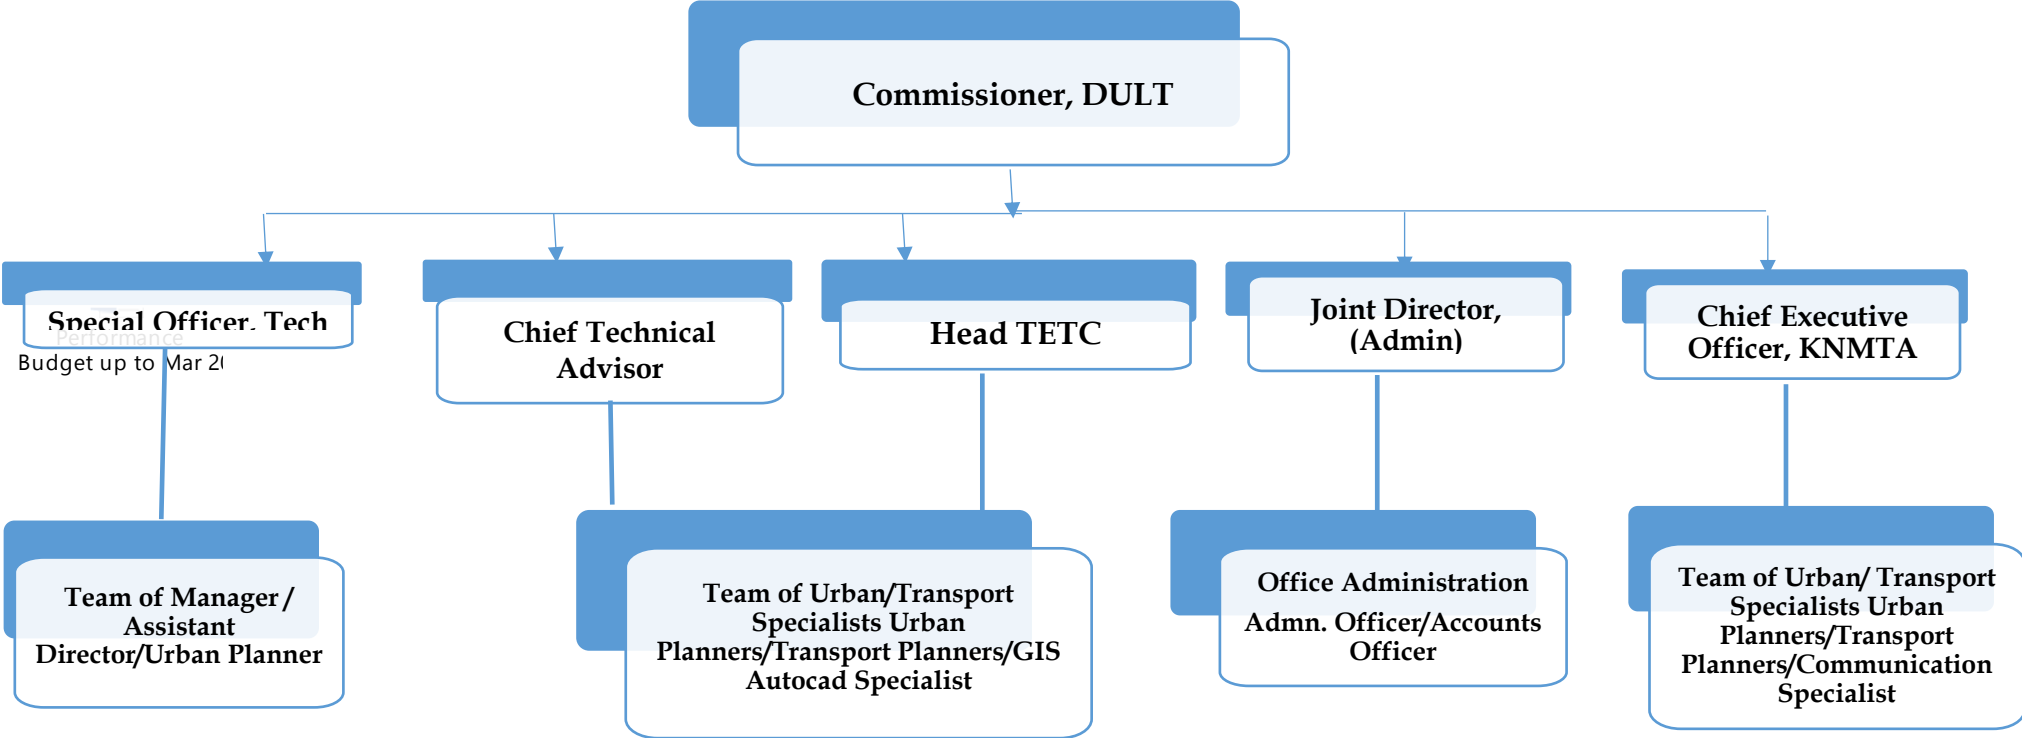 Commissioner, DULT
Special Officer, Tech
Performance
Budget up to Mar
Chief Technical
Advisor
Head TETC
Joint Director,
(Admin)
Chief Executive
Officer, KNMTA
Team of Manager /
Assistant
Director/Urban Planner
Team of Urban/Transport
Specialists Urban
Planners/Transport Planners/GIS
Autocad Specialist
Office Administration
Admn. Officer/Accounts
Officer
Team of Urban/ Transport
Specialists Urban
Planners/Transport
Planners/Communication
Specialist